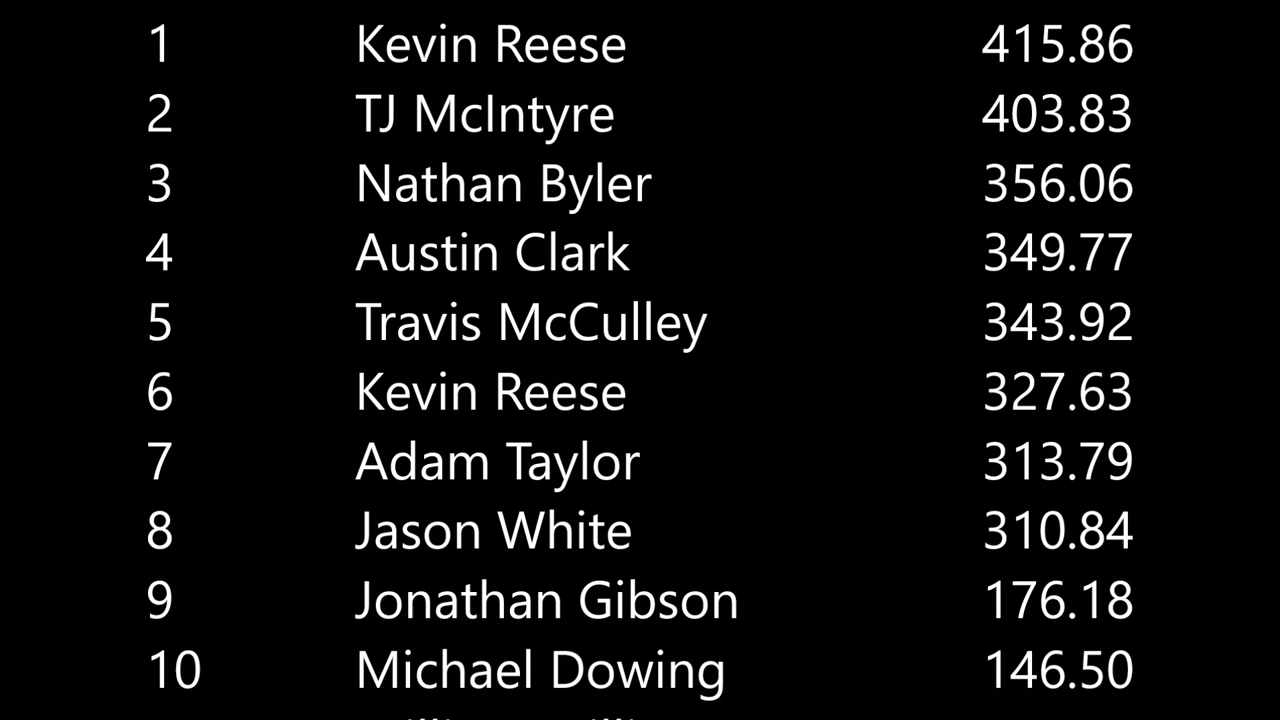 1 Kevin Reese 415.86
2 TJ McIntyre 403.83
3 Nathan Byler 356.06
4 Austin Clark 349.77
5 Travis McCulley 343.92
6 Kevin Reese 327.63
7 Adam Taylor 313.79
8 Jason White 310.84
9 Jonathan Gibson 176.18
10 Michael Dowing 146.50